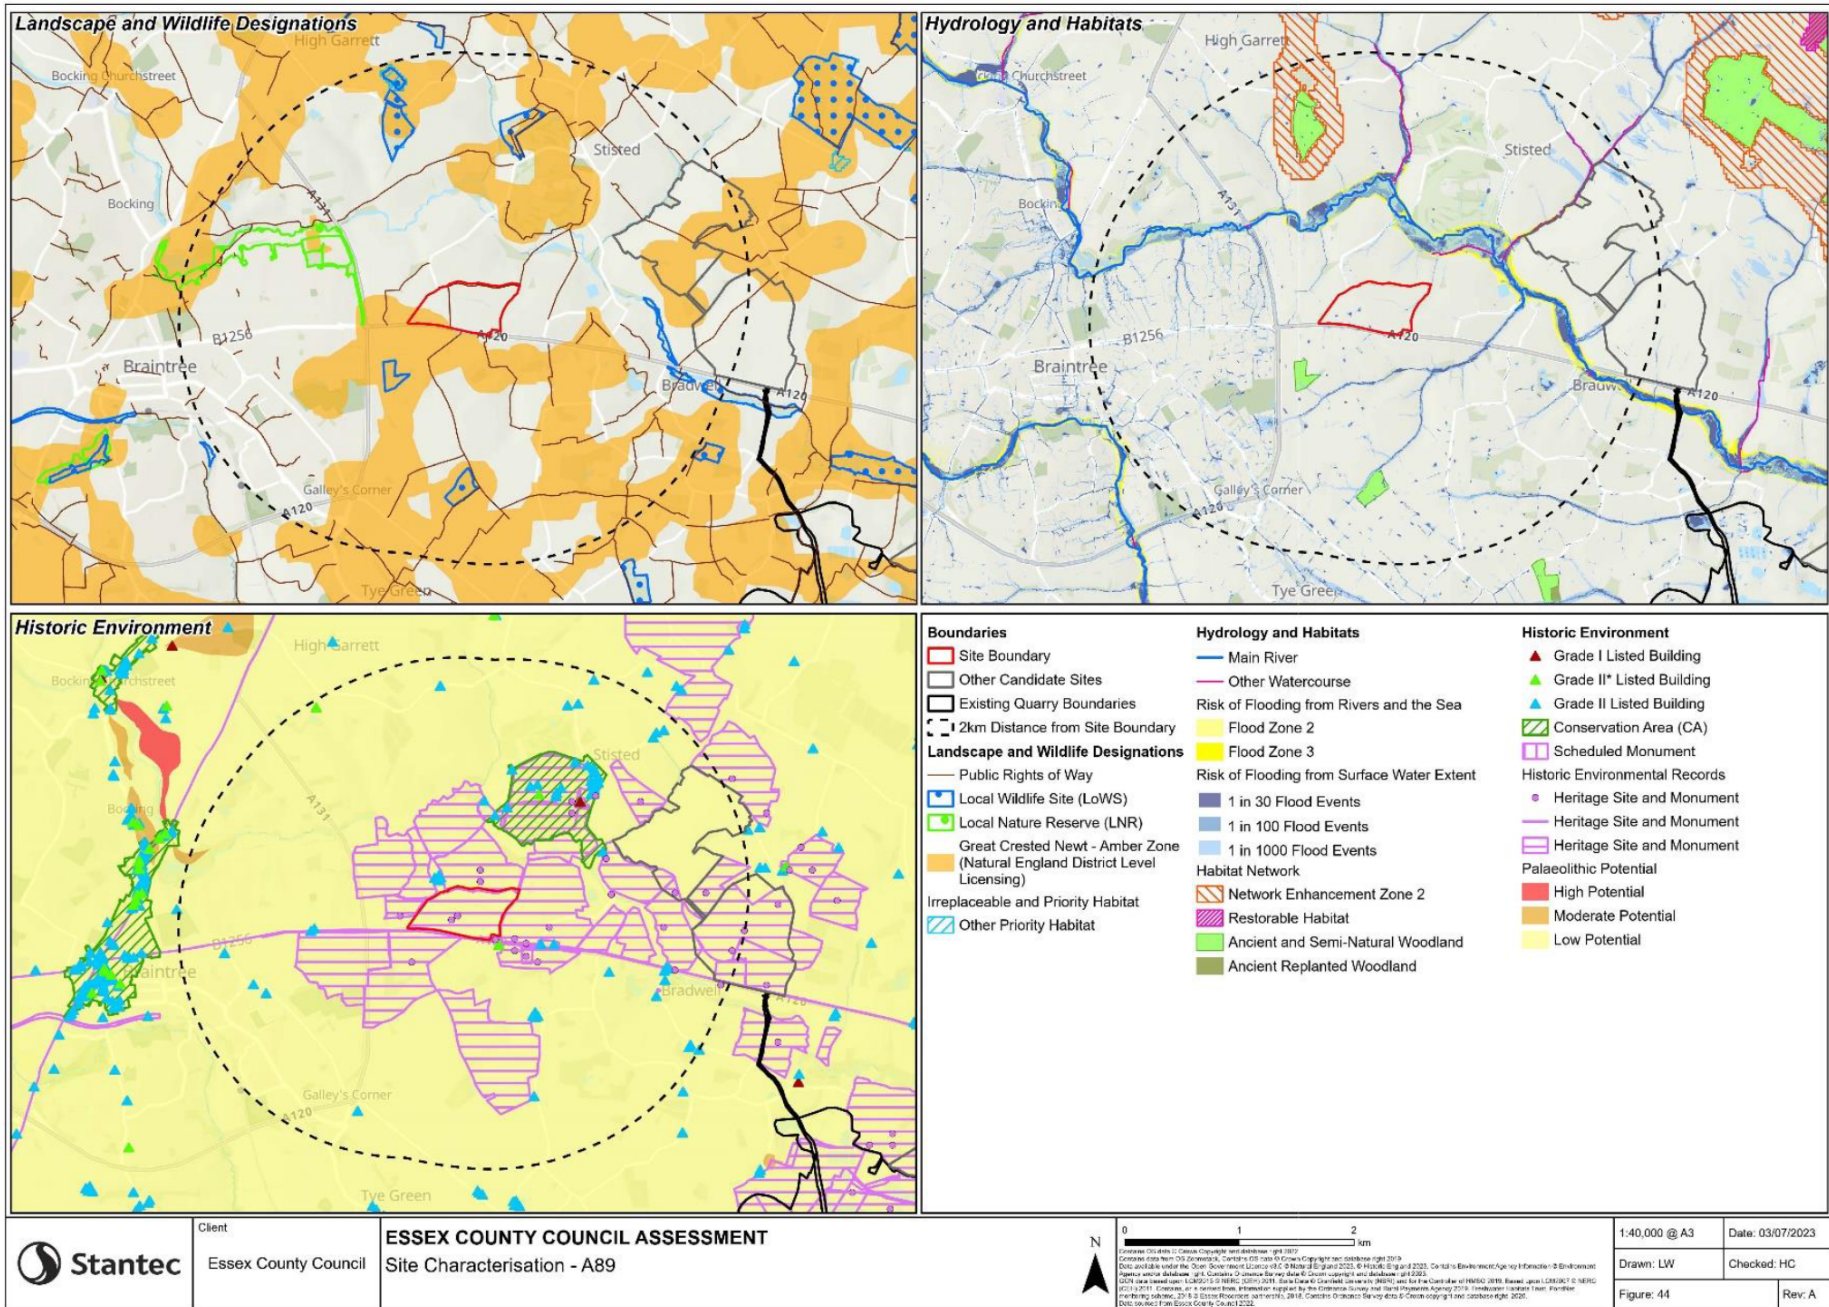 Landscape and Wildlife Designations
High Garrett
Bocking Churchstreet
Stisted
A131
Bocking
B1256
A120
Braintree
Bradwell
A120
Galley's Corner
A120
Tye Green
Hydrology and Habitats
High Garrett
Churchstreet
Stisted
A131
B1256
A120
Braintree
A120
Galley's Corner
A120
Tye Green
Historic Environment
High Garrett
Stisted
A131
Bocking
B1256
Braintree
Bradwell
A120
Galley's Corner
A120
Tye Green
Boundaries
Site Boundary
Other Candidate Sites
Existing Quarry Boundaries
2km Distance from Site Boundary
Landscape and Wildlife Designations
Public Rights of Way
Local Wildlife Site (LoWS)
Local Nature Reserve (LNR)
Great Crested Newt - Amber Zone
(Natural England District Level
Licensing)
Irreplaceable and Priority Habitat
Other Priority Habitat
Hydrology and Habitats
Main River
Other Watercourse
Risk of Flooding from Rivers and the Sea
Flood Zone 2
Flood Zone 3
Risk of Flooding from Surface Water Extent
1 in 30 Flood Events
1 in 100 Flood Events
1 in 1000 Flood Events
Habitat Network
Network Enhancement Zone 2
Restorable Habitat
Ancient and Semi-Natural Woodland
Ancient Replanted Woodland
Historic Environment
Grade I Listed Building
Grade II* Listed Building
Grade II Listed Building
Conservation Area (CA)
Scheduled Monument
Historic Environmental Records
Heritage Site and Monument
Heritage Site and Monument
Heritage Site and Monument
Palaeolithic Potential
High Potential
Moderate Potential
Low Potential
Stantec
Client
Essex County Council
ESSEX COUNTY COUNCIL ASSESSMENT
Site Characterisation - A89
N
0 1 2
km
1:40,000 @ A3
Date: 03/07/2023
Drawn: LW
Checked: HC
Figure: 44
Rev: A